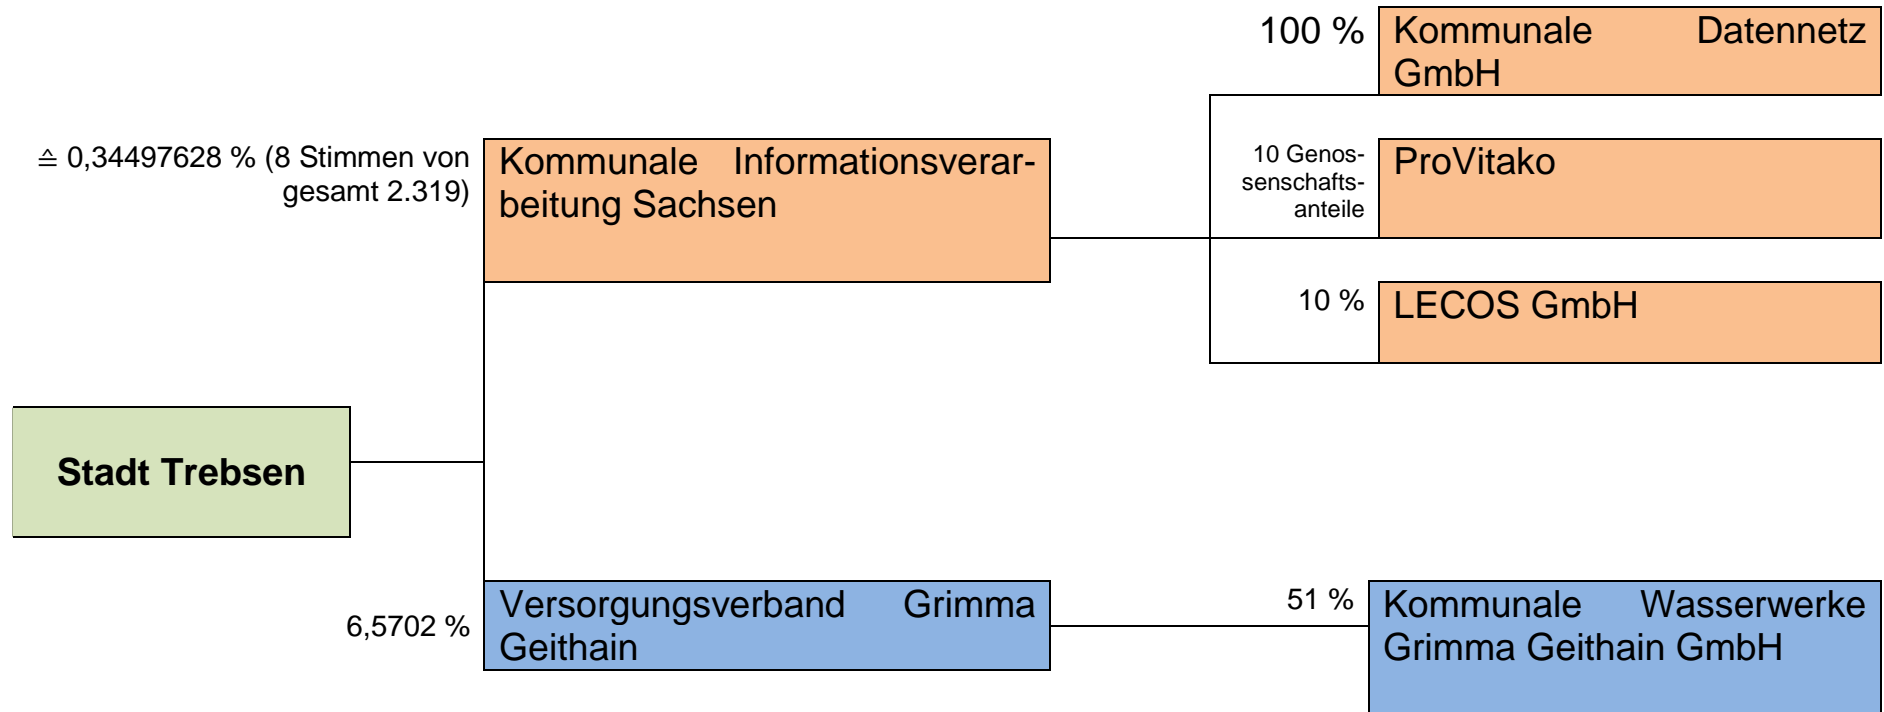 100 %
Kommunale Datennetz
GmbH
≙ 0,34497628 % (8 Stimmen von
gesamt 2.319)
Kommunale Informationsverar-
beitung Sachsen
10 Genos-
senschafts-
anteile
ProVitako
10 %
LECOS GmbH
Stadt Trebsen
6,5702 %
Versorgungsverband Grimma
Geithain
51 %
Kommunale Wasserwerke
Grimma Geithain GmbH